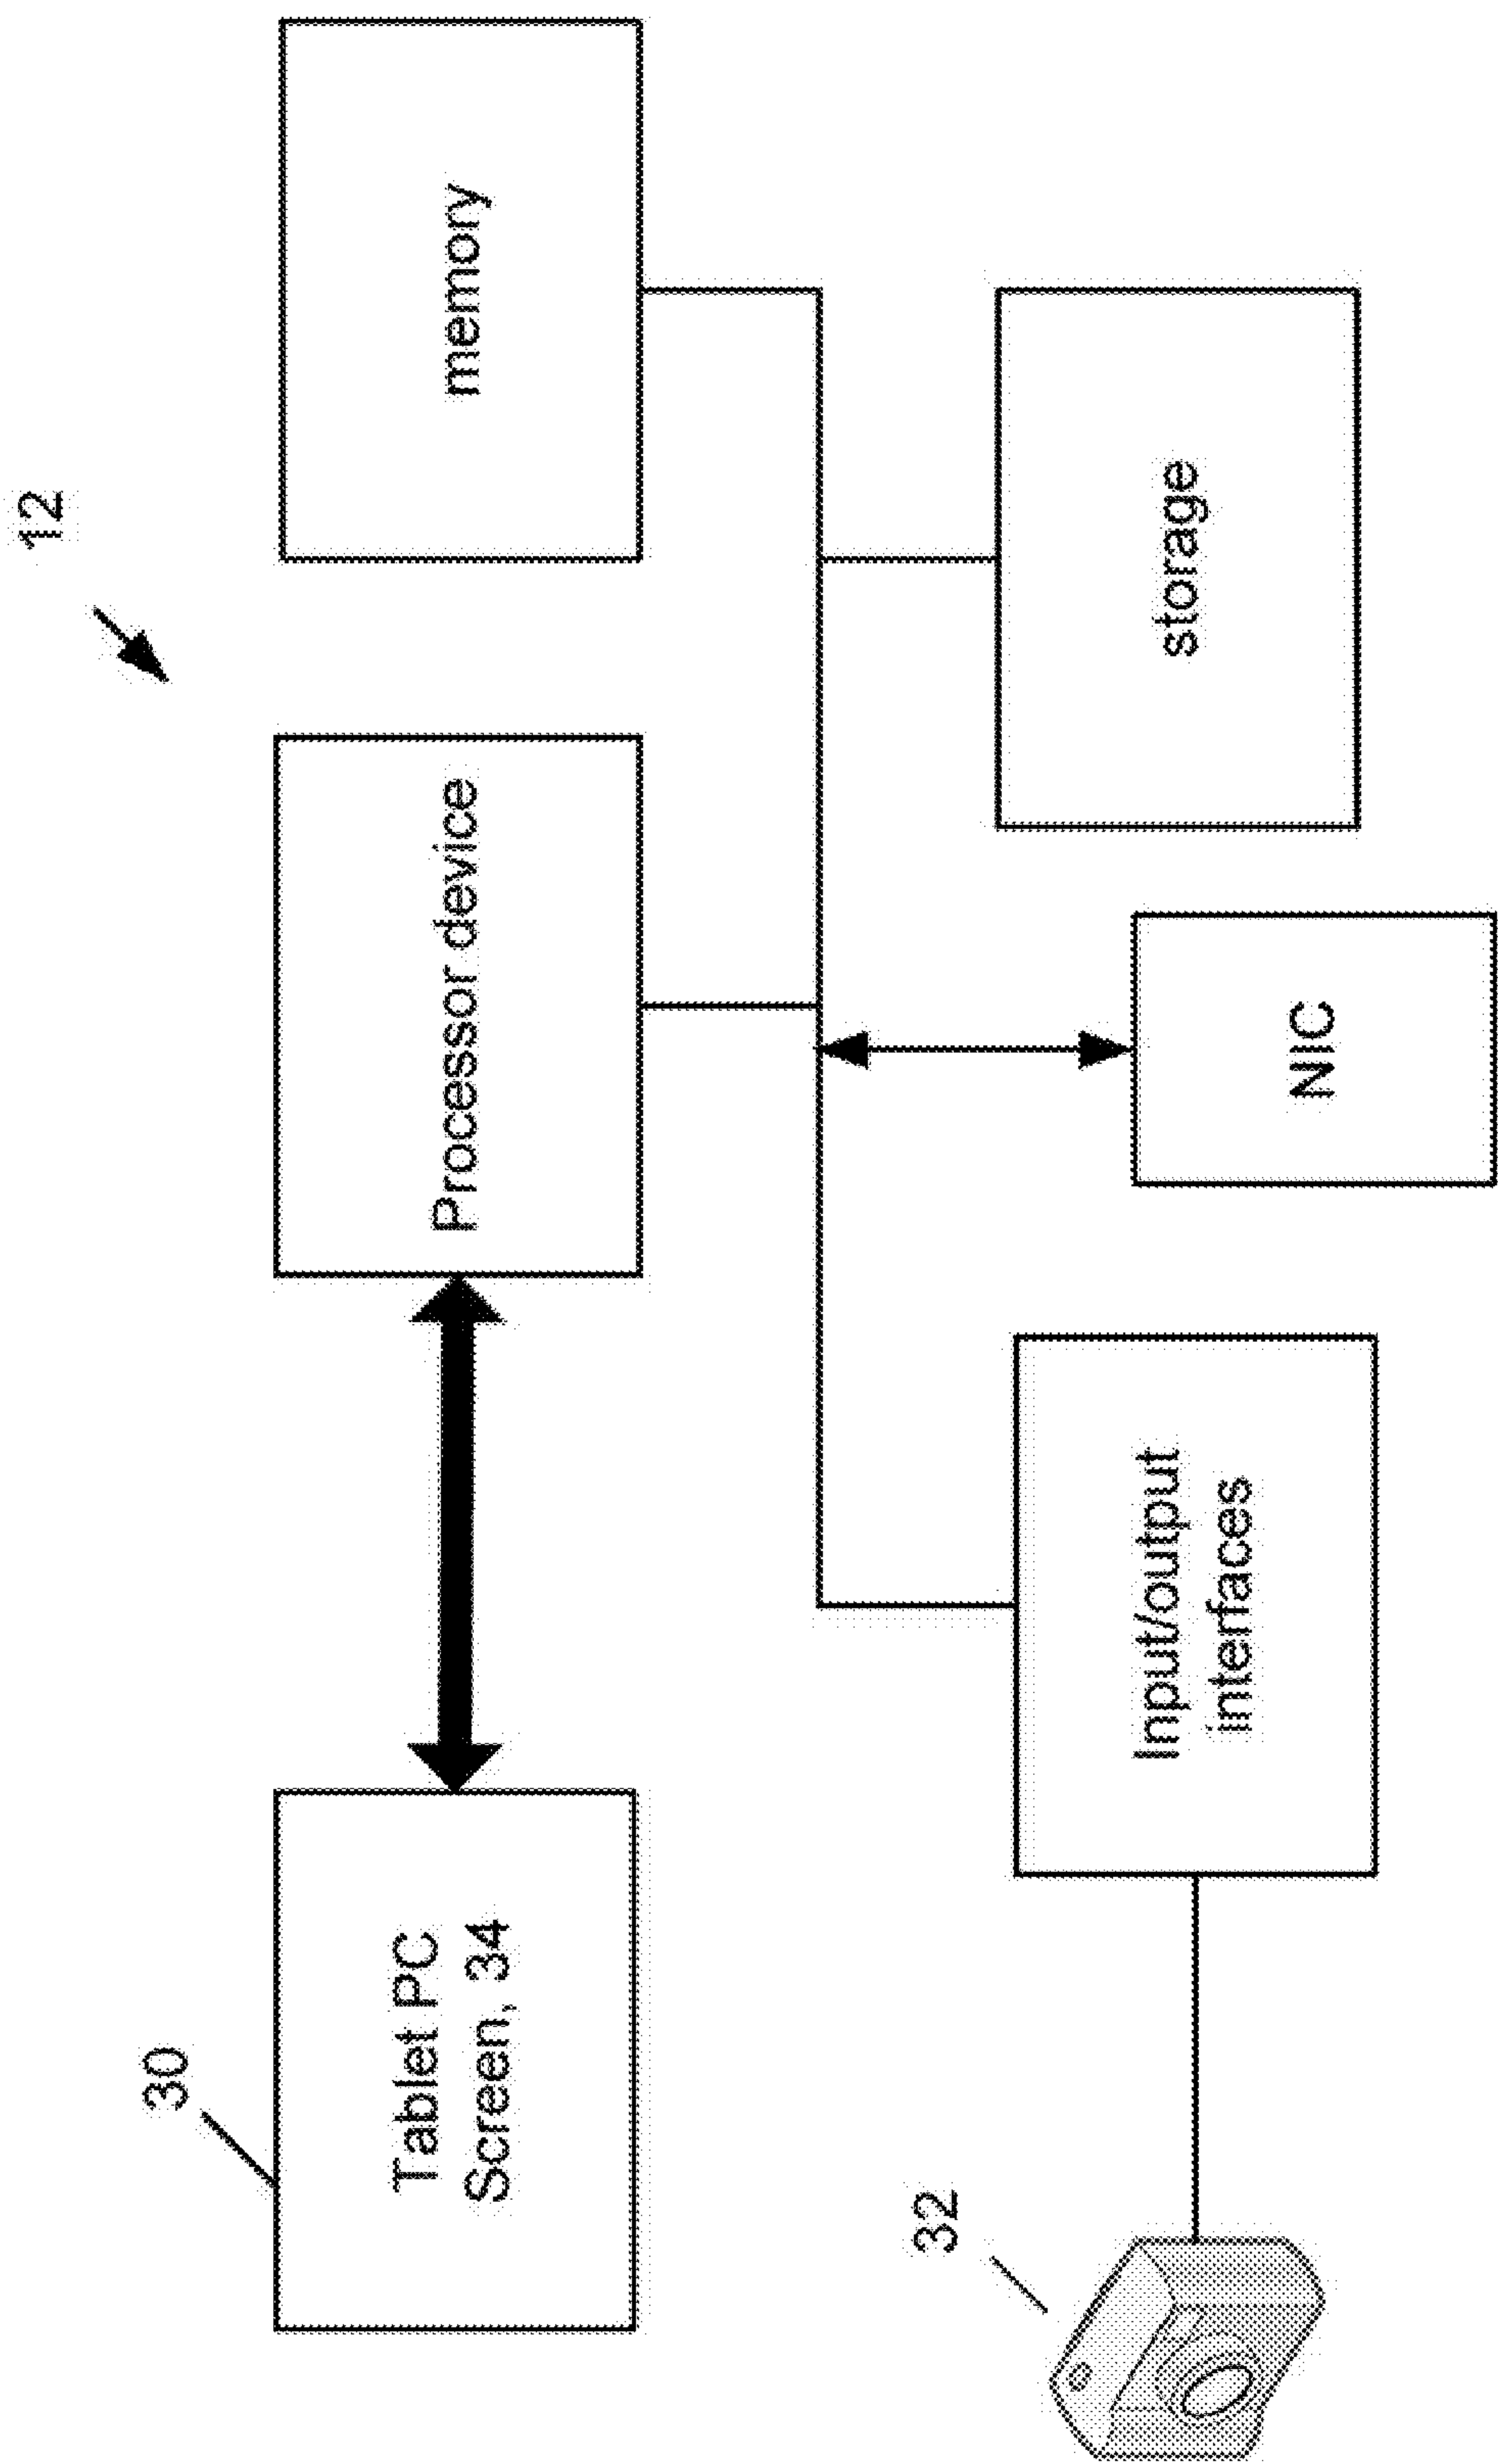 12
30
Tablet PC
Screen, 34
Processor device
memory
32
Input/output
interfaces
NIC
storage